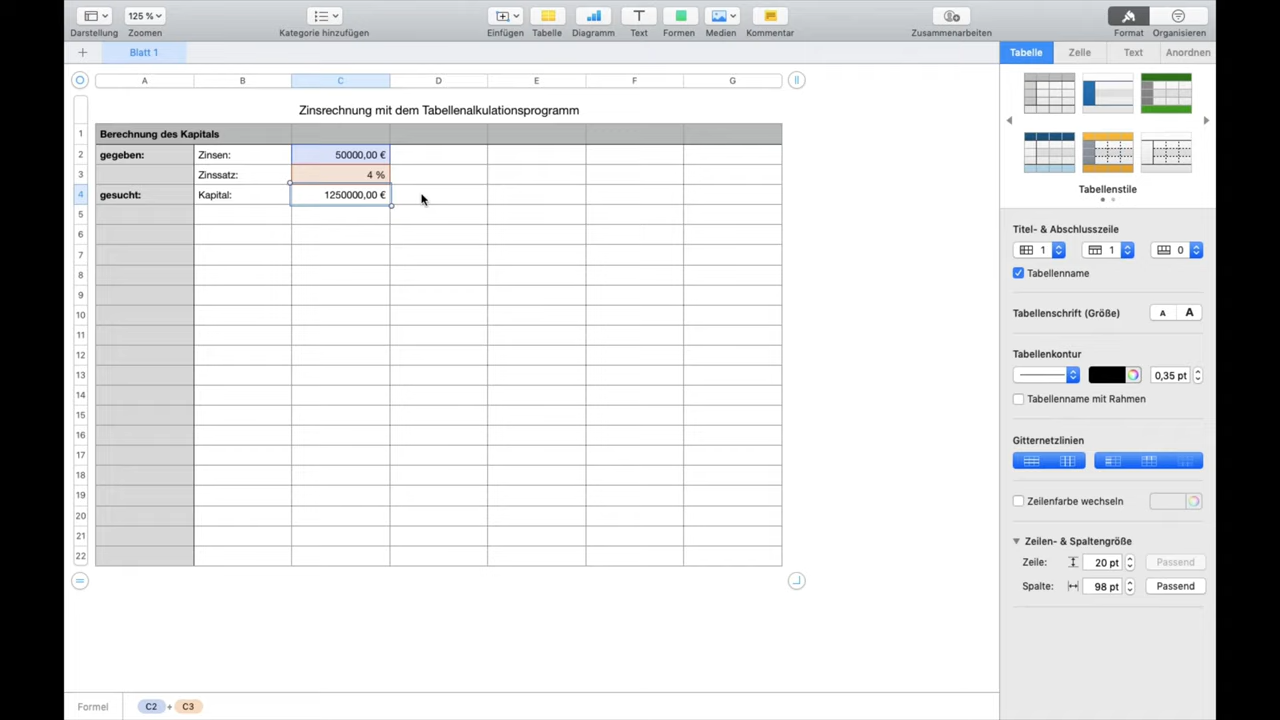 125 %
Darstellung Zoomen Kategorie hinzufügen Einfügen Tabelle Diagramm Text Formen Medien Kommentar Zusammenarbeiten Format Organisieren
+ Blatt 1 Tabelle Zelle Text Anordnen
A B C D E F G
Zinsrechnung mit dem Tabellenalkulationsprogramm
1 Berechnung des Kapitals
2 gegeben: Zinsen: 50000,00 €
3 Zinssatz: 4 %
4 gesucht: Kapital: 1250000,00 €
5
6
7
8
9
10
11
12
13
14
15
16
17
18
19
20
21
22
Tabellenstile
Titel- & Abschlusszeile
1 1 0
Tabellenname
Tabellenschrift (Größe) A A
Tabellenkontur
0,35 pt
Tabellenname mit Rahmen
Gitternetzlinien
Zeilenfarbe wechseln
Zeilen- & Spaltengröße
Zeile: 20 pt Passend
Spalte: 98 pt Passend
Formel C2 ÷ C3